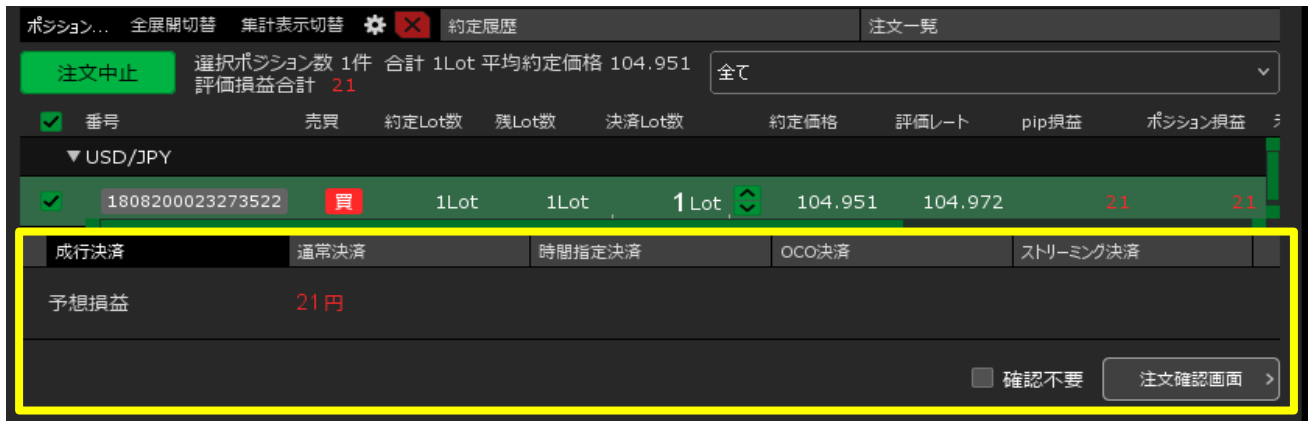 ポジション... 全展開切替 集計表示切替 約定履歴 注文一覧
注文中止 選択ポジション数 1件 合計 1Lot 平均約定価格 104.951 全て
評価損益合計 21
番号 売買 約定Lot数 残Lot数 決済Lot数 約定価格 評価レート pip損益 ポジション損益
▼USD/JPY
1808200023273522 買 1Lot 1Lot 1 Lot 104.951 104.972 21 21
成行決済 通常決済 時間指定決済 OCO決済 ストリーミング決済
予想損益 21円
確認不要 注文確認画面 >